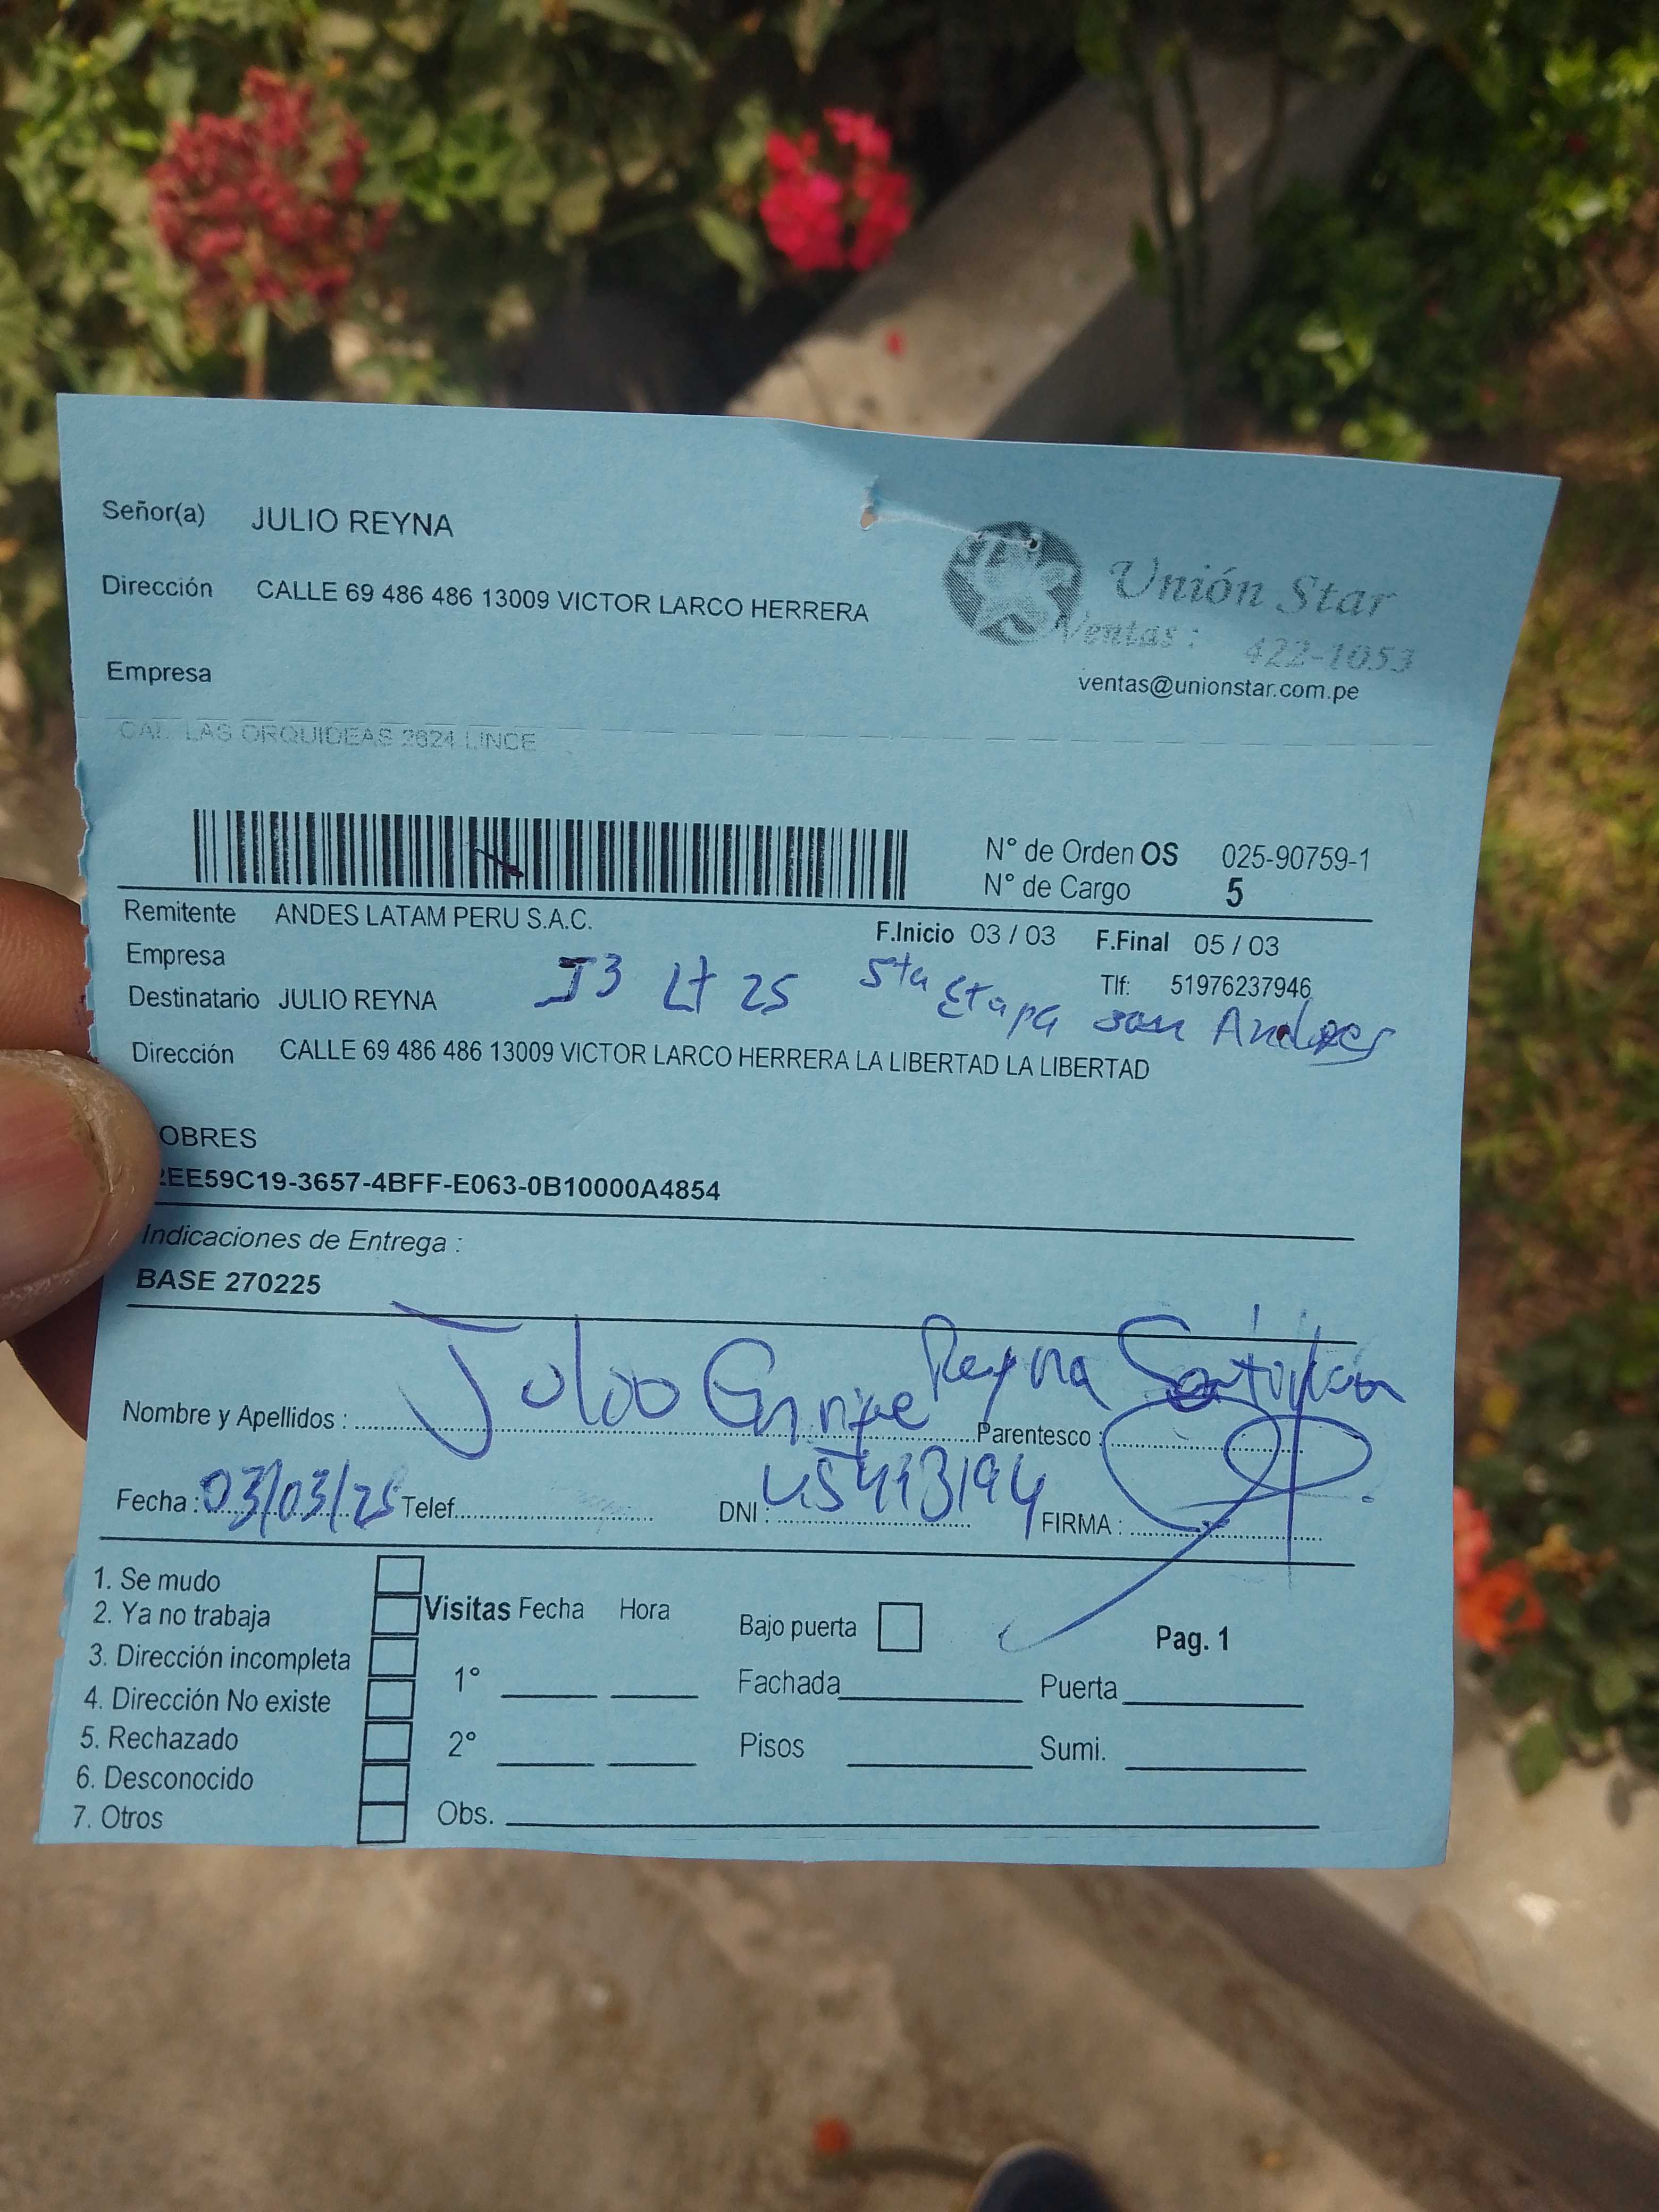 Señor(a) JULIO REYNA
Dirección CALLE 69 486 486 13009 VICTOR LARCO HERRERA
Unión Star
Ventas : 422-1053
Empresa
ventas@unionstar.com.pe
CAL. LAS ORQUIDEAS 2624 LINCE
N° de Orden OS 025-90759-1
N° de Cargo 5
Remitente ANDES LATAM PERU S.A.C.
F.Inicio 03 / 03 F.Final 05 / 03
Empresa
J3 Lt 25 5ta Etapa san Andres
Tlf: 51976237946
Destinatario JULIO REYNA
Dirección CALLE 69 486 486 13009 VICTOR LARCO HERRERA LA LIBERTAD LA LIBERTAD
OBRES
EE59C19-3657-4BFF-E063-0B10000A4854
Indicaciones de Entrega :
BASE 270225
Nombre y Apellidos : Julio Reyna
Parentesco :
Fecha : 03/03/25 Telef. DNI : FIRMA :
1. Se mudo
2. Ya no trabaja
3. Dirección incompleta
4. Dirección No existe
5. Rechazado
6. Desconocido
7. Otros
Visitas Fecha Hora
1°
2°
Obs.
Bajo puerta
Pag. 1
Fachada Puerta
Pisos Sumi.